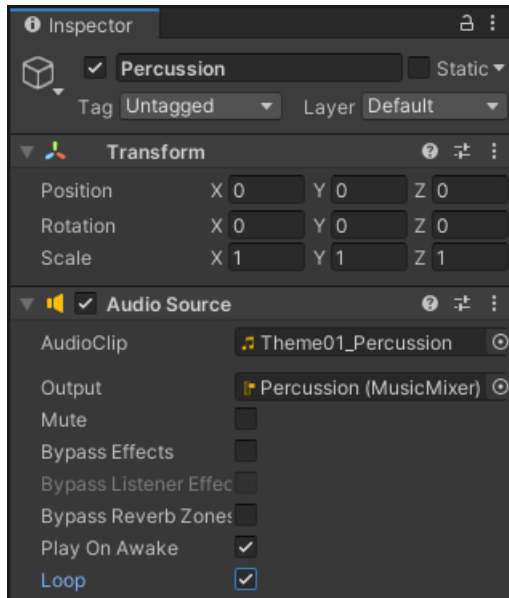 Inspector
Percussion Static
Tag Untagged Layer Default
Transform
Position X 0 Y 0 Z 0
Rotation X 0 Y 0 Z 0
Scale X 1 Y 1 Z 1
Audio Source
AudioClip Theme01_Percussion
Output Percussion (MusicMixer)
Mute
Bypass Effects
Bypass Listener Effec
Bypass Reverb Zones
Play On Awake
Loop